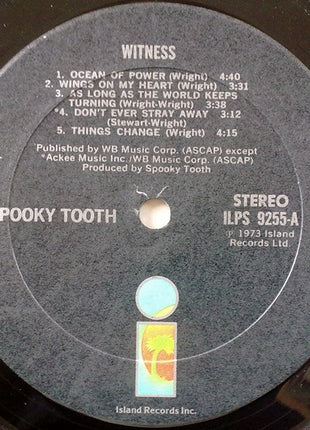 WITNESS
1. OCEAN OF POWER (Wright) 4:40
2. WINGS ON MY HEART (Wright) 3:31
3. AS LONG AS THE WORLD KEEPS
TURNING (Wright-Wright) 3:38
*4. DON'T EVER STRAY AWAY 3:12
(Stewart-Wright)
5. THINGS CHANGE (Wright) 4:15
Published by WB Music Corp. (ASCAP) except
*Ackee Music Inc./WB Music Corp. (ASCAP)
Produced by Spooky Tooth
POOKY TOOTH
STEREO
ILPS 9255-A
℗ 1973 Island
Records Ltd.
Island Records Inc.